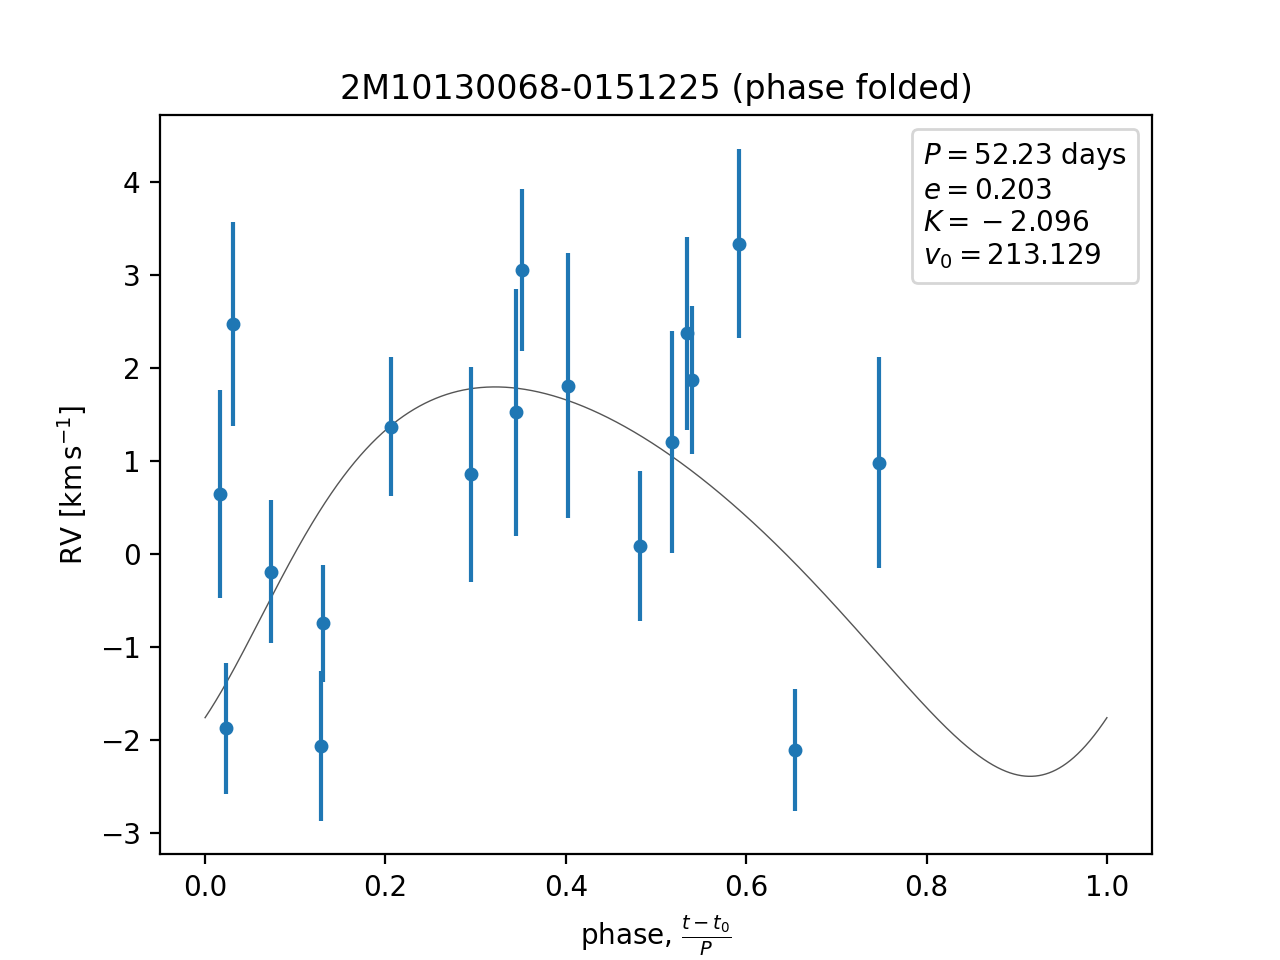 2M10130068-0151225 (phase folded)
P = 52.23 days
e = 0.203
K = −2.096
v₀ = 213.129
RV [km s⁻¹]
4
3
2
1
0
−1
−2
−3
0.0 0.2 0.4 0.6 0.8 1.0
phase, (t − t₀)/P